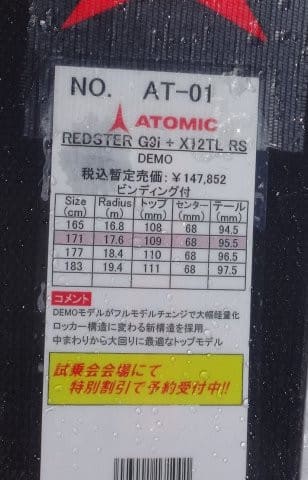 NO. AT-01
ATOMIC
REDSTER G9i + X12TL RS
DEMO
税込暫定売価：￥147,852
ビンディング付
Size (cm) Radius (m) トップ (mm) センター (mm) テール (mm)
165 16.8 108 68 94.5
171 17.6 109 68 95.5
177 18.4 110 68 96.5
183 19.4 111 68 97.5
コメント
DEMOモデルがフルモデルチェンジで大幅軽量化
ロッカー構造に変わる新構造を採用
中まわりから大回りに最適なトップモデル
試乗会会場にて
特別割引で予約受付中!!